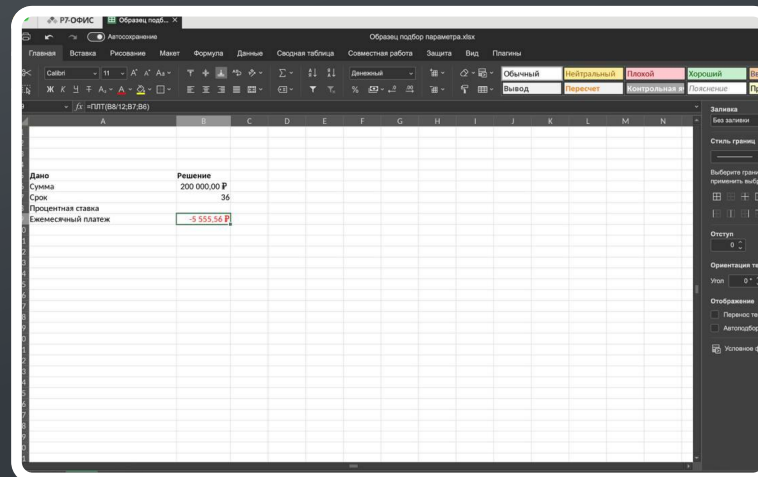 Р7-ОФИС
Образец подб...
Автосохранение
Образец подбор параметра.xlsx
Главная Вставка Рисование Макет Формула Данные Сводная таблица Совместная работа Защита Вид Плагины
Calibri 11 Денежный Обычный Нейтральный Плохой Хороший
Ж К Ч Вывод Пересчет Контрольная Пояснение
fx =ПЛТ(B8/12;B7;B6)
A B C D E F G H I J K L M N
Дано Решение
Сумма 200 000,00 ₽
Срок 36
Процентная ставка
Ежемесячный платеж -5 555,56 ₽
Заливка
Без заливки
Стиль границ
Выберите
применить
Отступ
0
Ориентация
Угол 0 °
Отображение
Перенос
Автоподбор
Условное